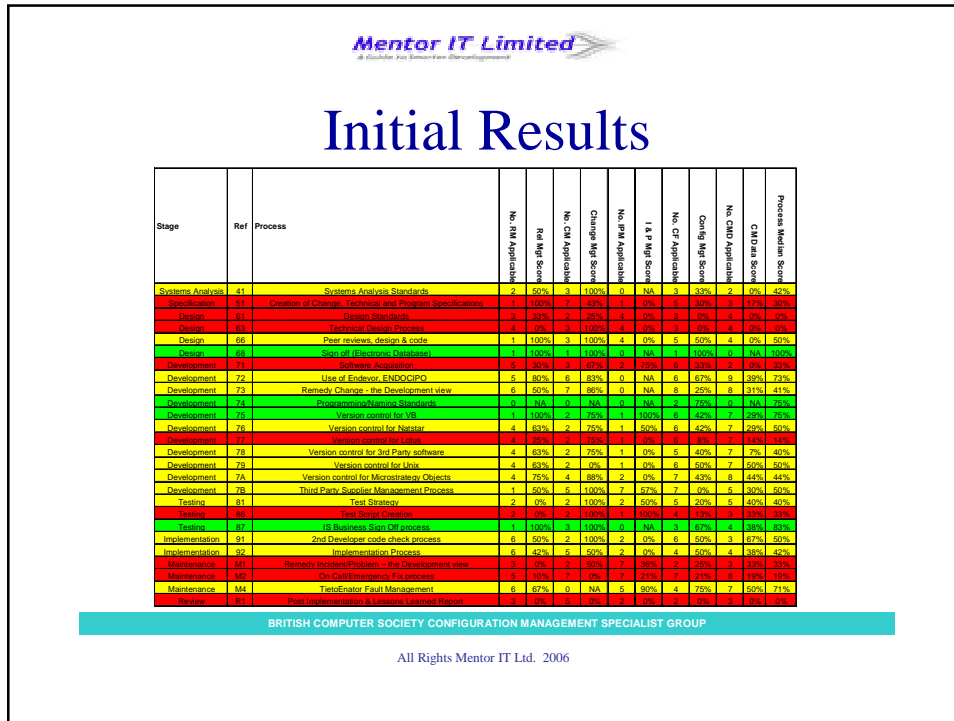 Mentor IT Limited
A Guide to Smarter Development
Initial Results
Stage Ref Process No. RM Applicable Rel Mgt Score No. CM Applicable Change Mgt Score No. IPM Applicable I & P Mgt Score No. CF Applicable Config Mgt Score No. CMD Applicable CM Data Score Process Median Score
Systems Analysis 41 Systems Analysis Standards 2 50% 3 100% 0 NA 3 33% 2 0% 42%
Specification 51 Creation of Change, Technical and Program Specifications 1 100% 7 43% 1 0% 5 30% 3 17% 30%
Design 61 Design Standards 3 33% 2 25% 4 0% 3 0% 4 0% 0%
Design 63 Technical Design Process 4 0% 3 100% 4 0% 3 0% 4 0% 0%
Design 66 Peer reviews, design & code 1 100% 3 100% 4 0% 5 50% 4 0% 50%
Design 68 Sign off (Electronic Database) 1 100% 1 100% 0 NA 1 100% 0 NA 100%
Development 71 Software Acquisition 5 30% 3 67% 2 75% 6 33% 2 0% 33%
Development 72 Use of Endevor, ENDOCIPO 5 80% 6 83% 0 NA 6 67% 9 39% 73%
Development 73 Remedy Change - the Development view 6 50% 7 86% 0 NA 8 25% 8 31% 41%
Development 74 Programming/Naming Standards 0 NA 0 NA 0 NA 2 75% 0 NA 75%
Development 75 Version control for VB 1 100% 2 75% 1 100% 6 42% 7 29% 75%
Development 76 Version control for Natstar 4 63% 2 75% 1 50% 6 42% 7 29% 50%
Development 77 Version control for Lotus 4 25% 2 75% 1 0% 6 8% 7 14% 14%
Development 78 Version control for 3rd Party software 4 63% 2 75% 1 0% 5 40% 7 7% 40%
Development 79 Version control for Unix 4 63% 2 0% 1 0% 6 50% 7 50% 50%
Development 7A Version control for Microstrategy Objects 4 75% 4 88% 2 0% 7 43% 8 44% 44%
Development 7B Third Party Supplier Management Process 1 50% 5 100% 7 57% 7 0% 5 30% 50%
Testing 81 Test Strategy 2 0% 2 100% 2 50% 5 20% 5 40% 40%
Testing Test Script Creation 2 0% 2 100% 1 100% 4 13% 3 33% 33%
Testing 87 IS Business Sign Off process 1 100% 3 100% 0 NA 3 67% 4 38% 83%
Implementation 91 2nd Developer code check process 6 50% 2 100% 2 0% 6 50% 3 67% 50%
Implementation 92 Implementation Process 6 42% 5 50% 2 0% 4 50% 4 38% 42%
Maintenance M1 Remedy Incident/Problem – the Development view 3 0% 2 50% 7 36% 2 25% 3 33% 33%
Maintenance M2 On Call/Emergency Fix process 5 10% 7 0% 7 21% 7 21% 8 19% 19%
Maintenance M4 TietoEnator Fault Management 6 67% 0 NA 5 90% 4 75% 7 50% 71%
Review R1 Post Implementation & Lessons Learned Report 3 0% 5 0% 2 0% 2 0% 3 0% 0%
BRITISH COMPUTER SOCIETY CONFIGURATION MANAGEMENT SPECIALIST GROUP
All Rights Mentor IT Ltd. 2006